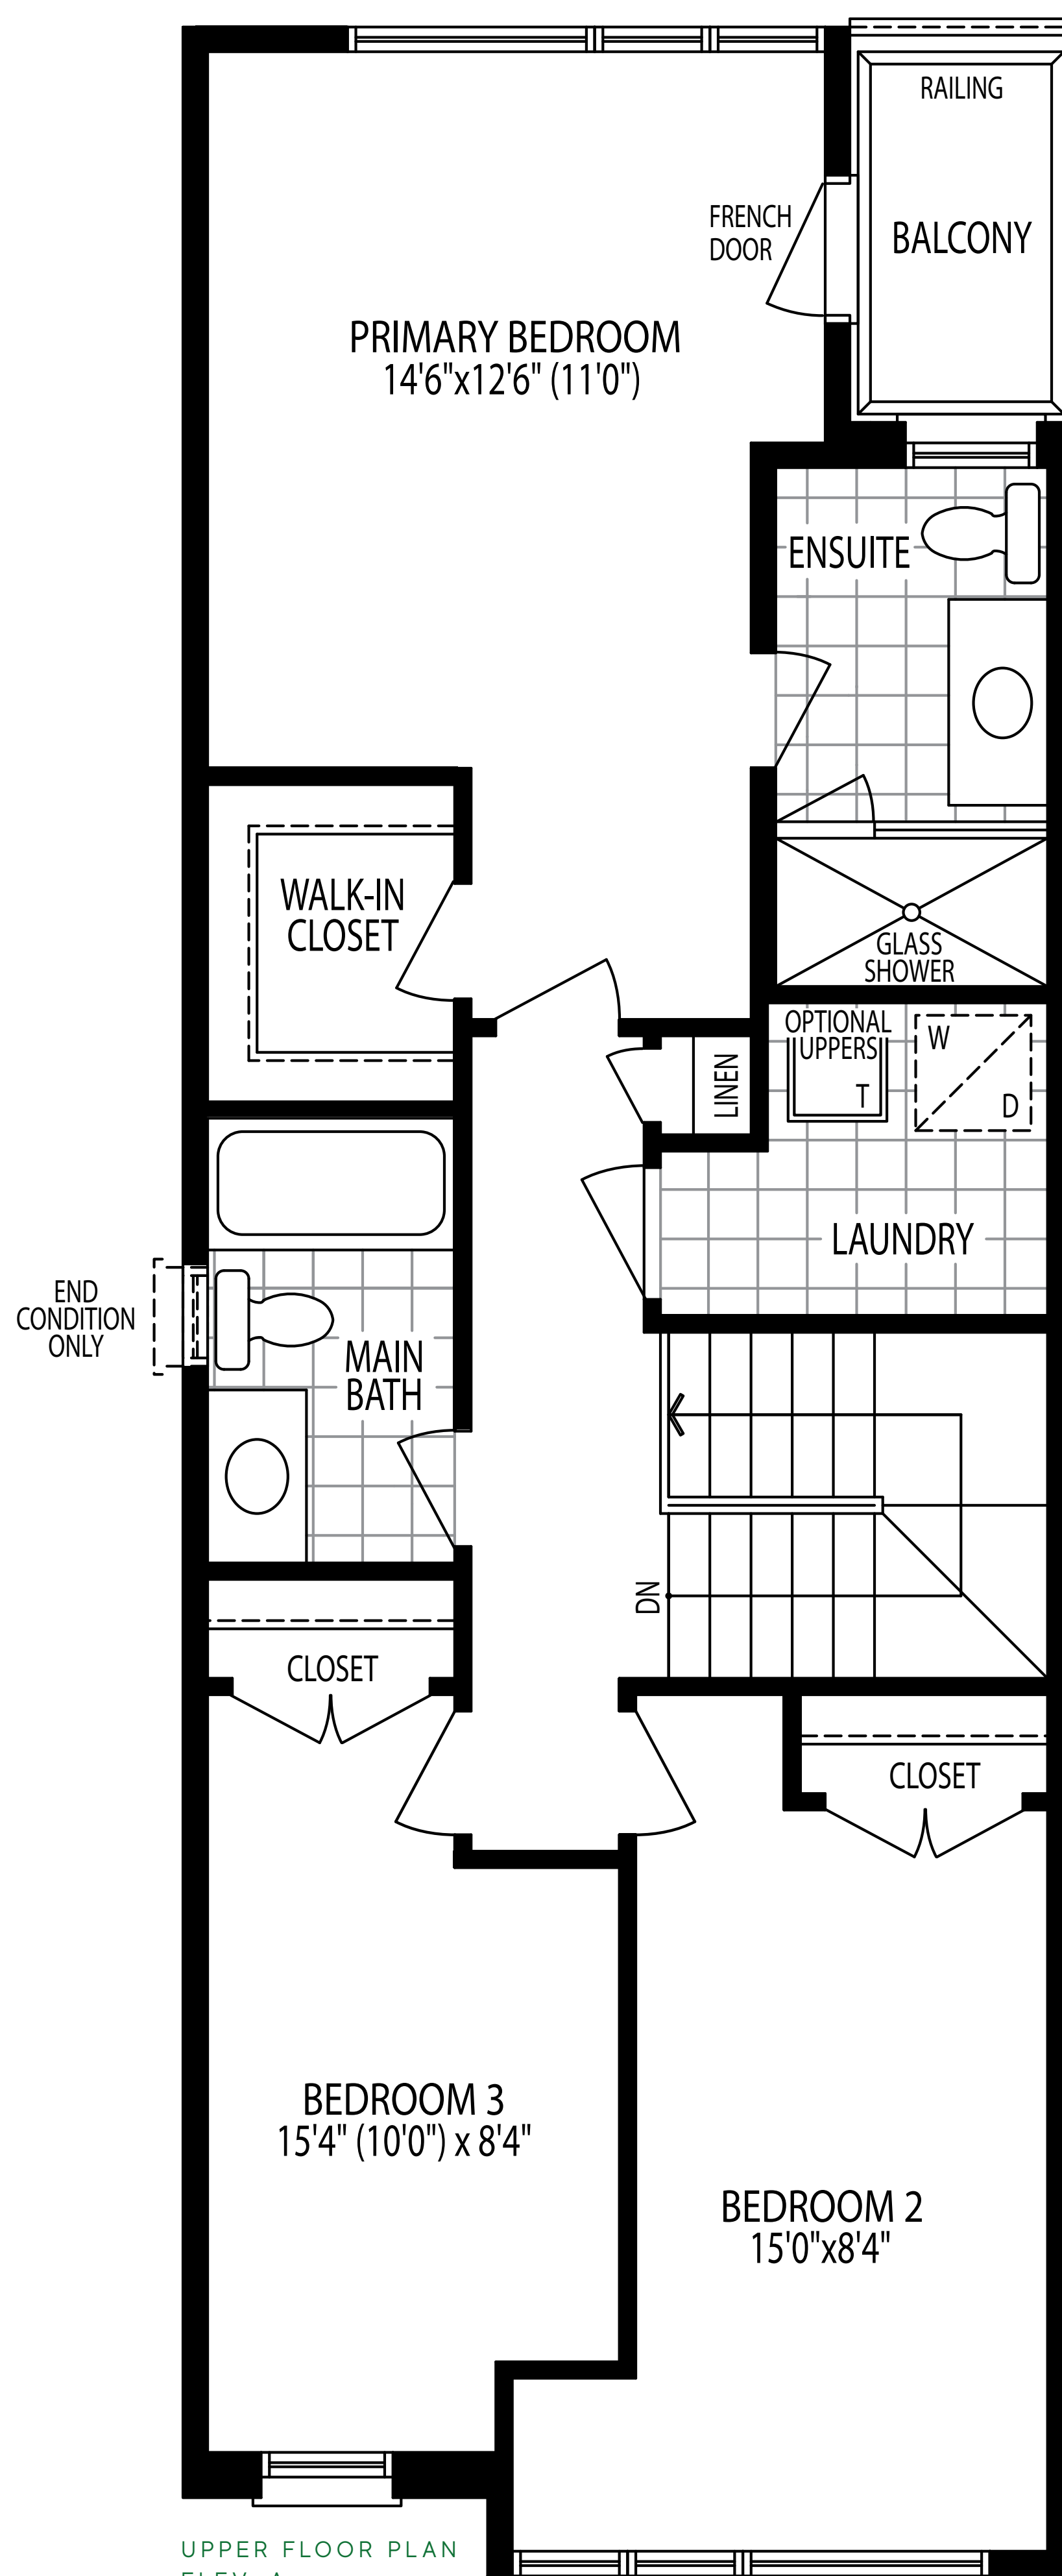 RAILING
FRENCH
DOOR
BALCONY
PRIMARY BEDROOM
14'6"x12'6" (11'0")
ENSUITE
WALK-IN
CLOSET
GLASS
SHOWER
OPTIONAL
UPPERS
W
T
D
LINEN
LAUNDRY
END
CONDITION
ONLY
MAIN
BATH
DN
CLOSET
CLOSET
BEDROOM 3
15'4" (10'0") x 8'4"
BEDROOM 2
15'0"x8'4"
UPPER FLOOR PLAN
ELEV. A